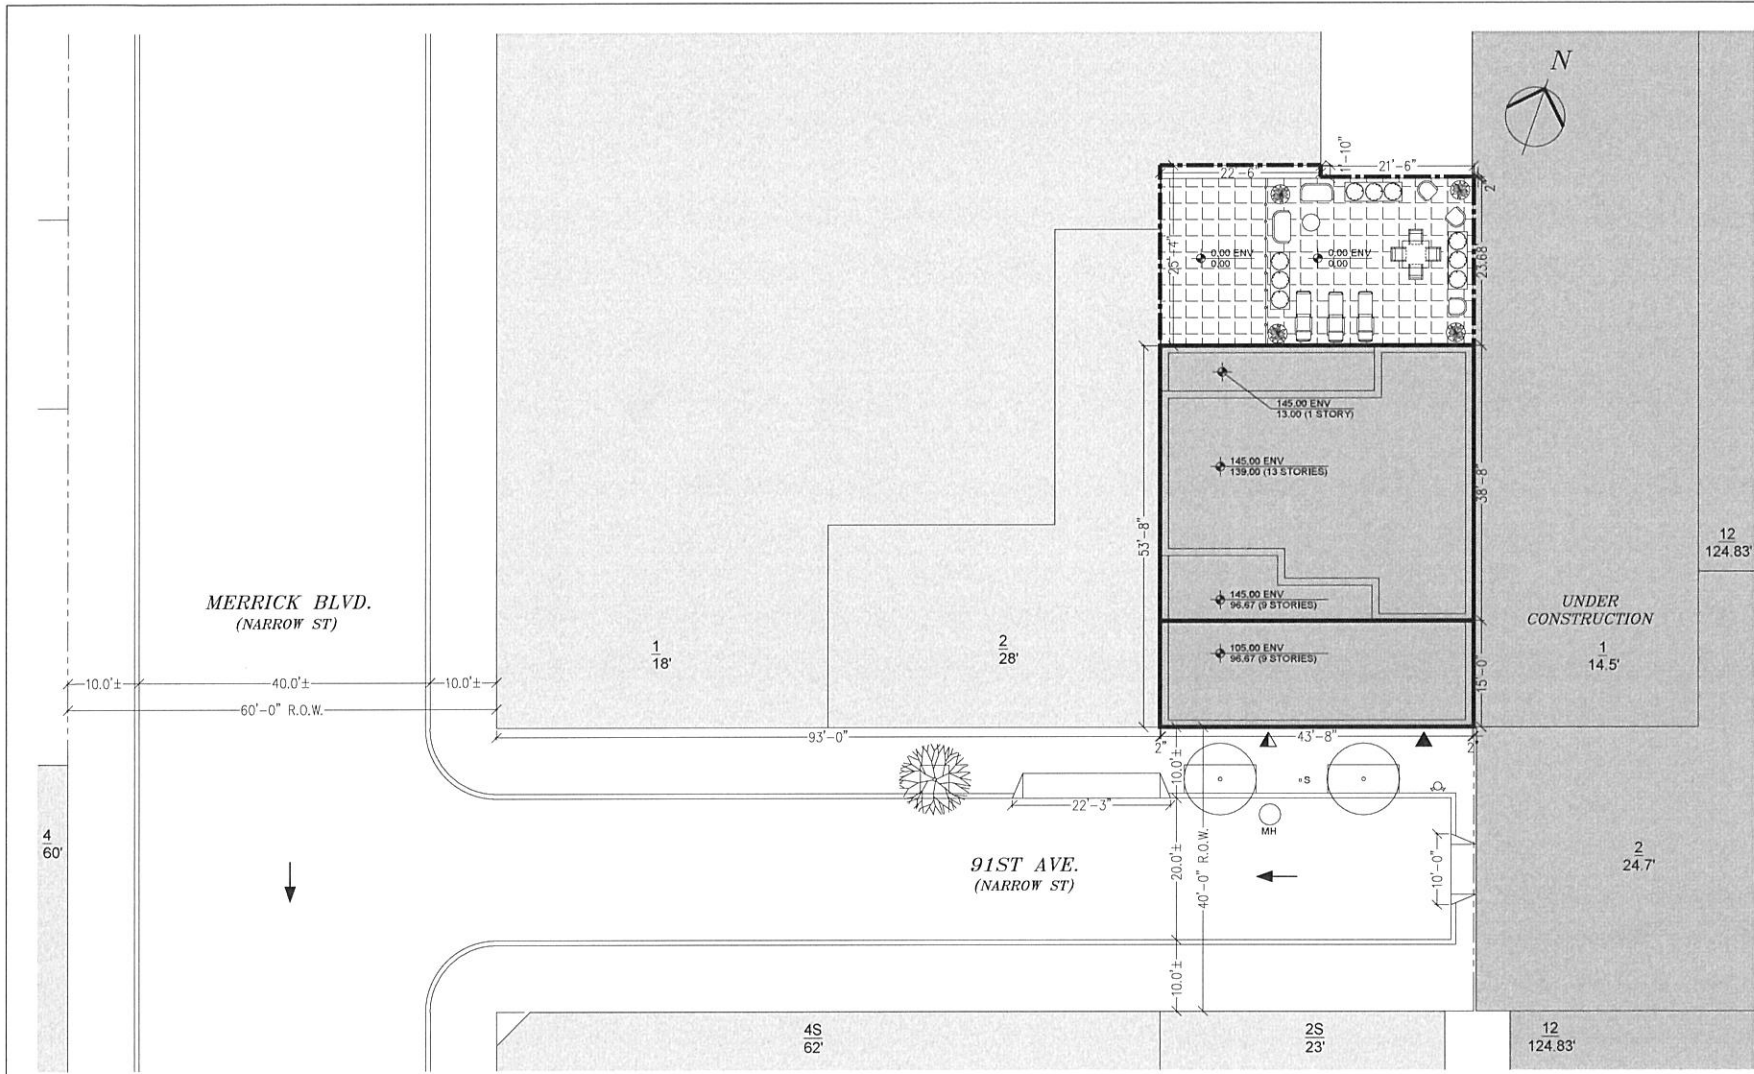 N
1'-10"
22'-6"
21'-6"
2"
25'-4"
0.00 ENV
0.00
0.00 ENV
0.00
23.68
145.00 ENV
13.00 (1 STORY)
145.00 ENV
139.00 (13 STORIES)
38'-8"
53'-8"
12
124.83'
MERRICK BLVD.
(NARROW ST)
145.00 ENV
96.67 (9 STORIES)
UNDER
CONSTRUCTION
1
18'
2
28'
105.00 ENV
96.67 (9 STORIES)
1
14.5'
10.0'±
40.0'±
10.0'±
15'-0"
60'-0" R.O.W.
93'-0"
2"
43'-8"
2"
10.0'±
S
22'-3"
MH
4
60'
91ST AVE.
(NARROW ST)
20.0'±
40'-0" R.O.W.
10'-0"
2
24.7'
10.0'±
4S
62'
2S
23'
12
124.83'